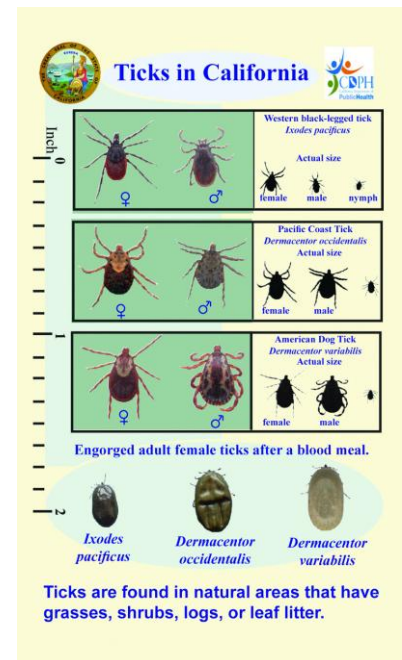 Ticks in California
CDPH
PublicHealth
Inch
0
1
2
Western black-legged tick
Ixodes pacificus
Actual size
female male nymph
♀ ♂
Pacific Coast Tick
Dermacentor occidentalis
Actual size
female male
♀ ♂
American Dog Tick
Dermacentor variabilis
Actual size
female male
♀ ♂
Engorged adult female ticks after a blood meal.
Ixodes
pacificus
Dermacentor
occidentalis
Dermacentor
variabilis
Ticks are found in natural areas that have
grasses, shrubs, logs, or leaf litter.